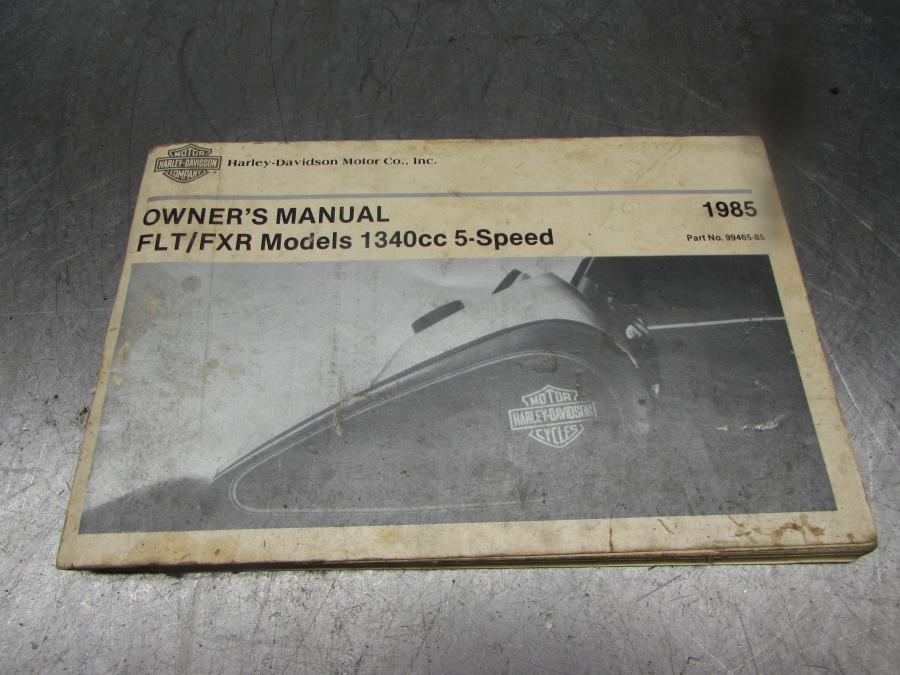 MOTOR
HARLEY-DAVIDSON
COMPANY
Harley-Davidson Motor Co., Inc.
OWNER'S MANUAL
1985
FLT/FXR Models 1340cc 5-Speed
Part No. 99465-85
MOTOR
HARLEY-DAVIDSON
CYCLES